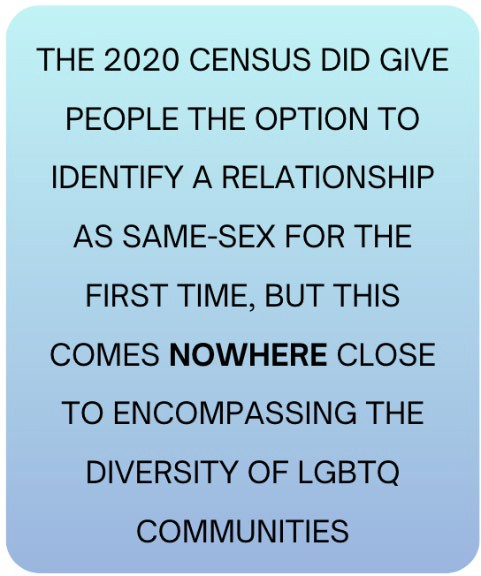 THE 2020 CENSUS DID GIVE
PEOPLE THE OPTION TO
IDENTIFY A RELATIONSHIP
AS SAME-SEX FOR THE
FIRST TIME, BUT THIS
COMES NOWHERE CLOSE
TO ENCOMPASSING THE
DIVERSITY OF LGBTQ
COMMUNITIES